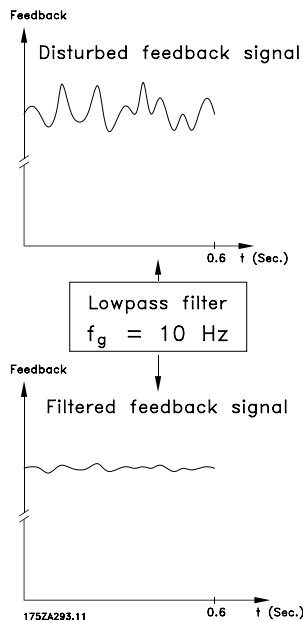 Feedback
Disturbed feedback signal
0.6 t (Sec.)
Lowpass filter
fg = 10 Hz
Feedback
Filtered feedback signal
0.6 t (Sec.)
175ZA293.11